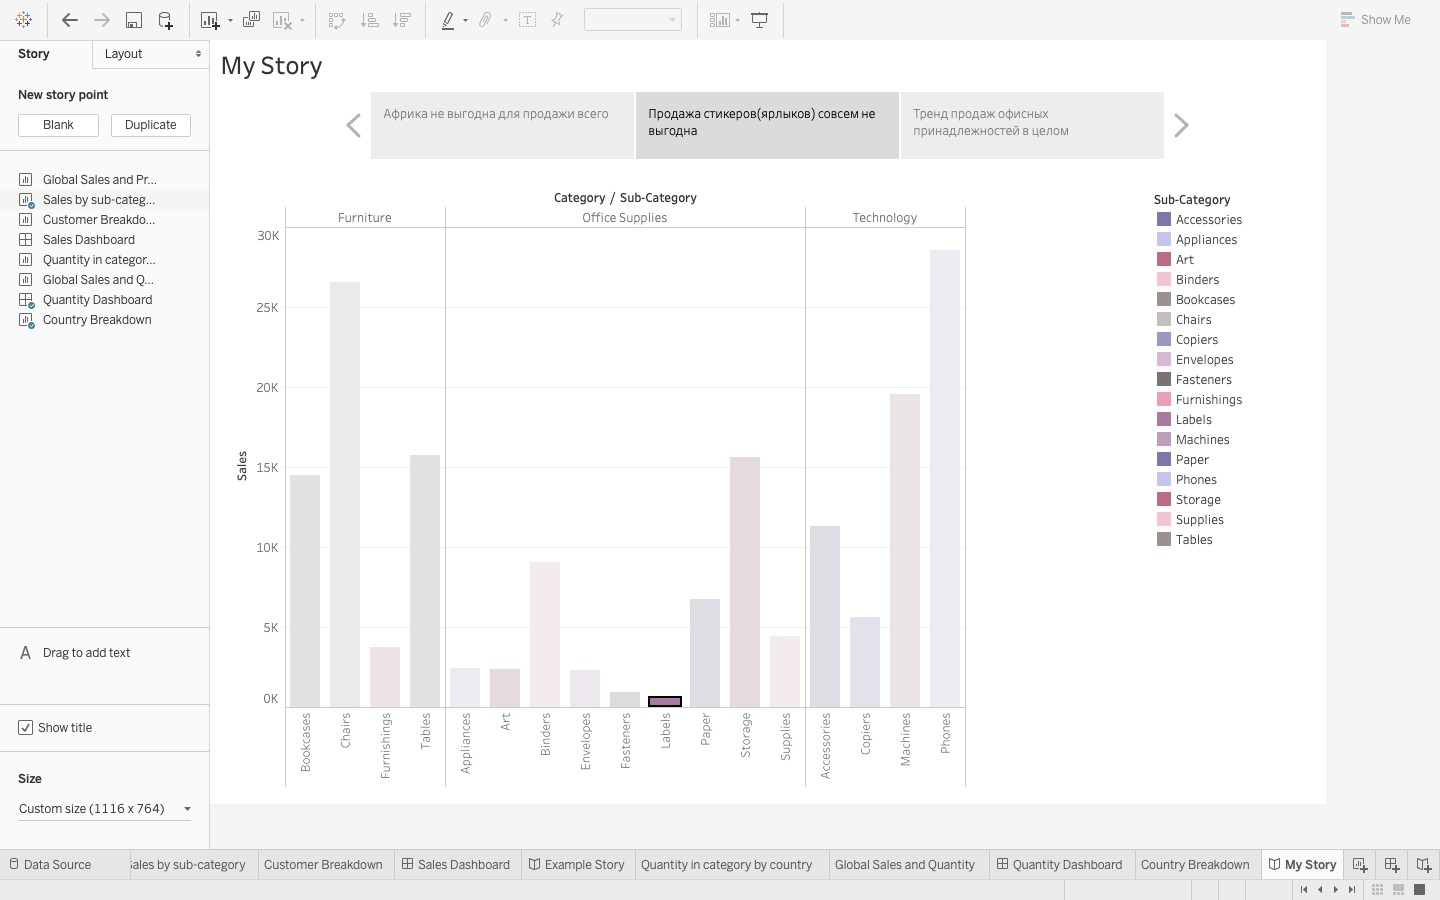 Show Me
Story
Layout
New story point
Blank
Duplicate
Global Sales and Pr...
Sales by sub-categ...
Customer Breakdo...
Sales Dashboard
Quantity in categor...
Global Sales and Q...
Quantity Dashboard
Country Breakdown
A Drag to add text
Show title
Size
Custom size (1116 x 764)
My Story
Африка не выгодна для продажи всего
Продажа стикеров(ярлыков) совсем не
выгодна
Тренд продаж офисных
принадлежностей в целом
Category / Sub-Category
Furniture
Office Supplies
Technology
30K
25K
20K
15K
10K
5K
0K
Sales
Bookcases
Chairs
Furnishings
Tables
Appliances
Art
Binders
Envelopes
Fasteners
Labels
Paper
Storage
Supplies
Accessories
Copiers
Machines
Phones
Sub-Category
Accessories
Appliances
Art
Binders
Bookcases
Chairs
Copiers
Envelopes
Fasteners
Furnishings
Labels
Machines
Paper
Phones
Storage
Supplies
Tables
Data Source
Sales by sub-category
Customer Breakdown
Sales Dashboard
Example Story
Quantity in category by country
Global Sales and Quantity
Quantity Dashboard
Country Breakdown
My Story